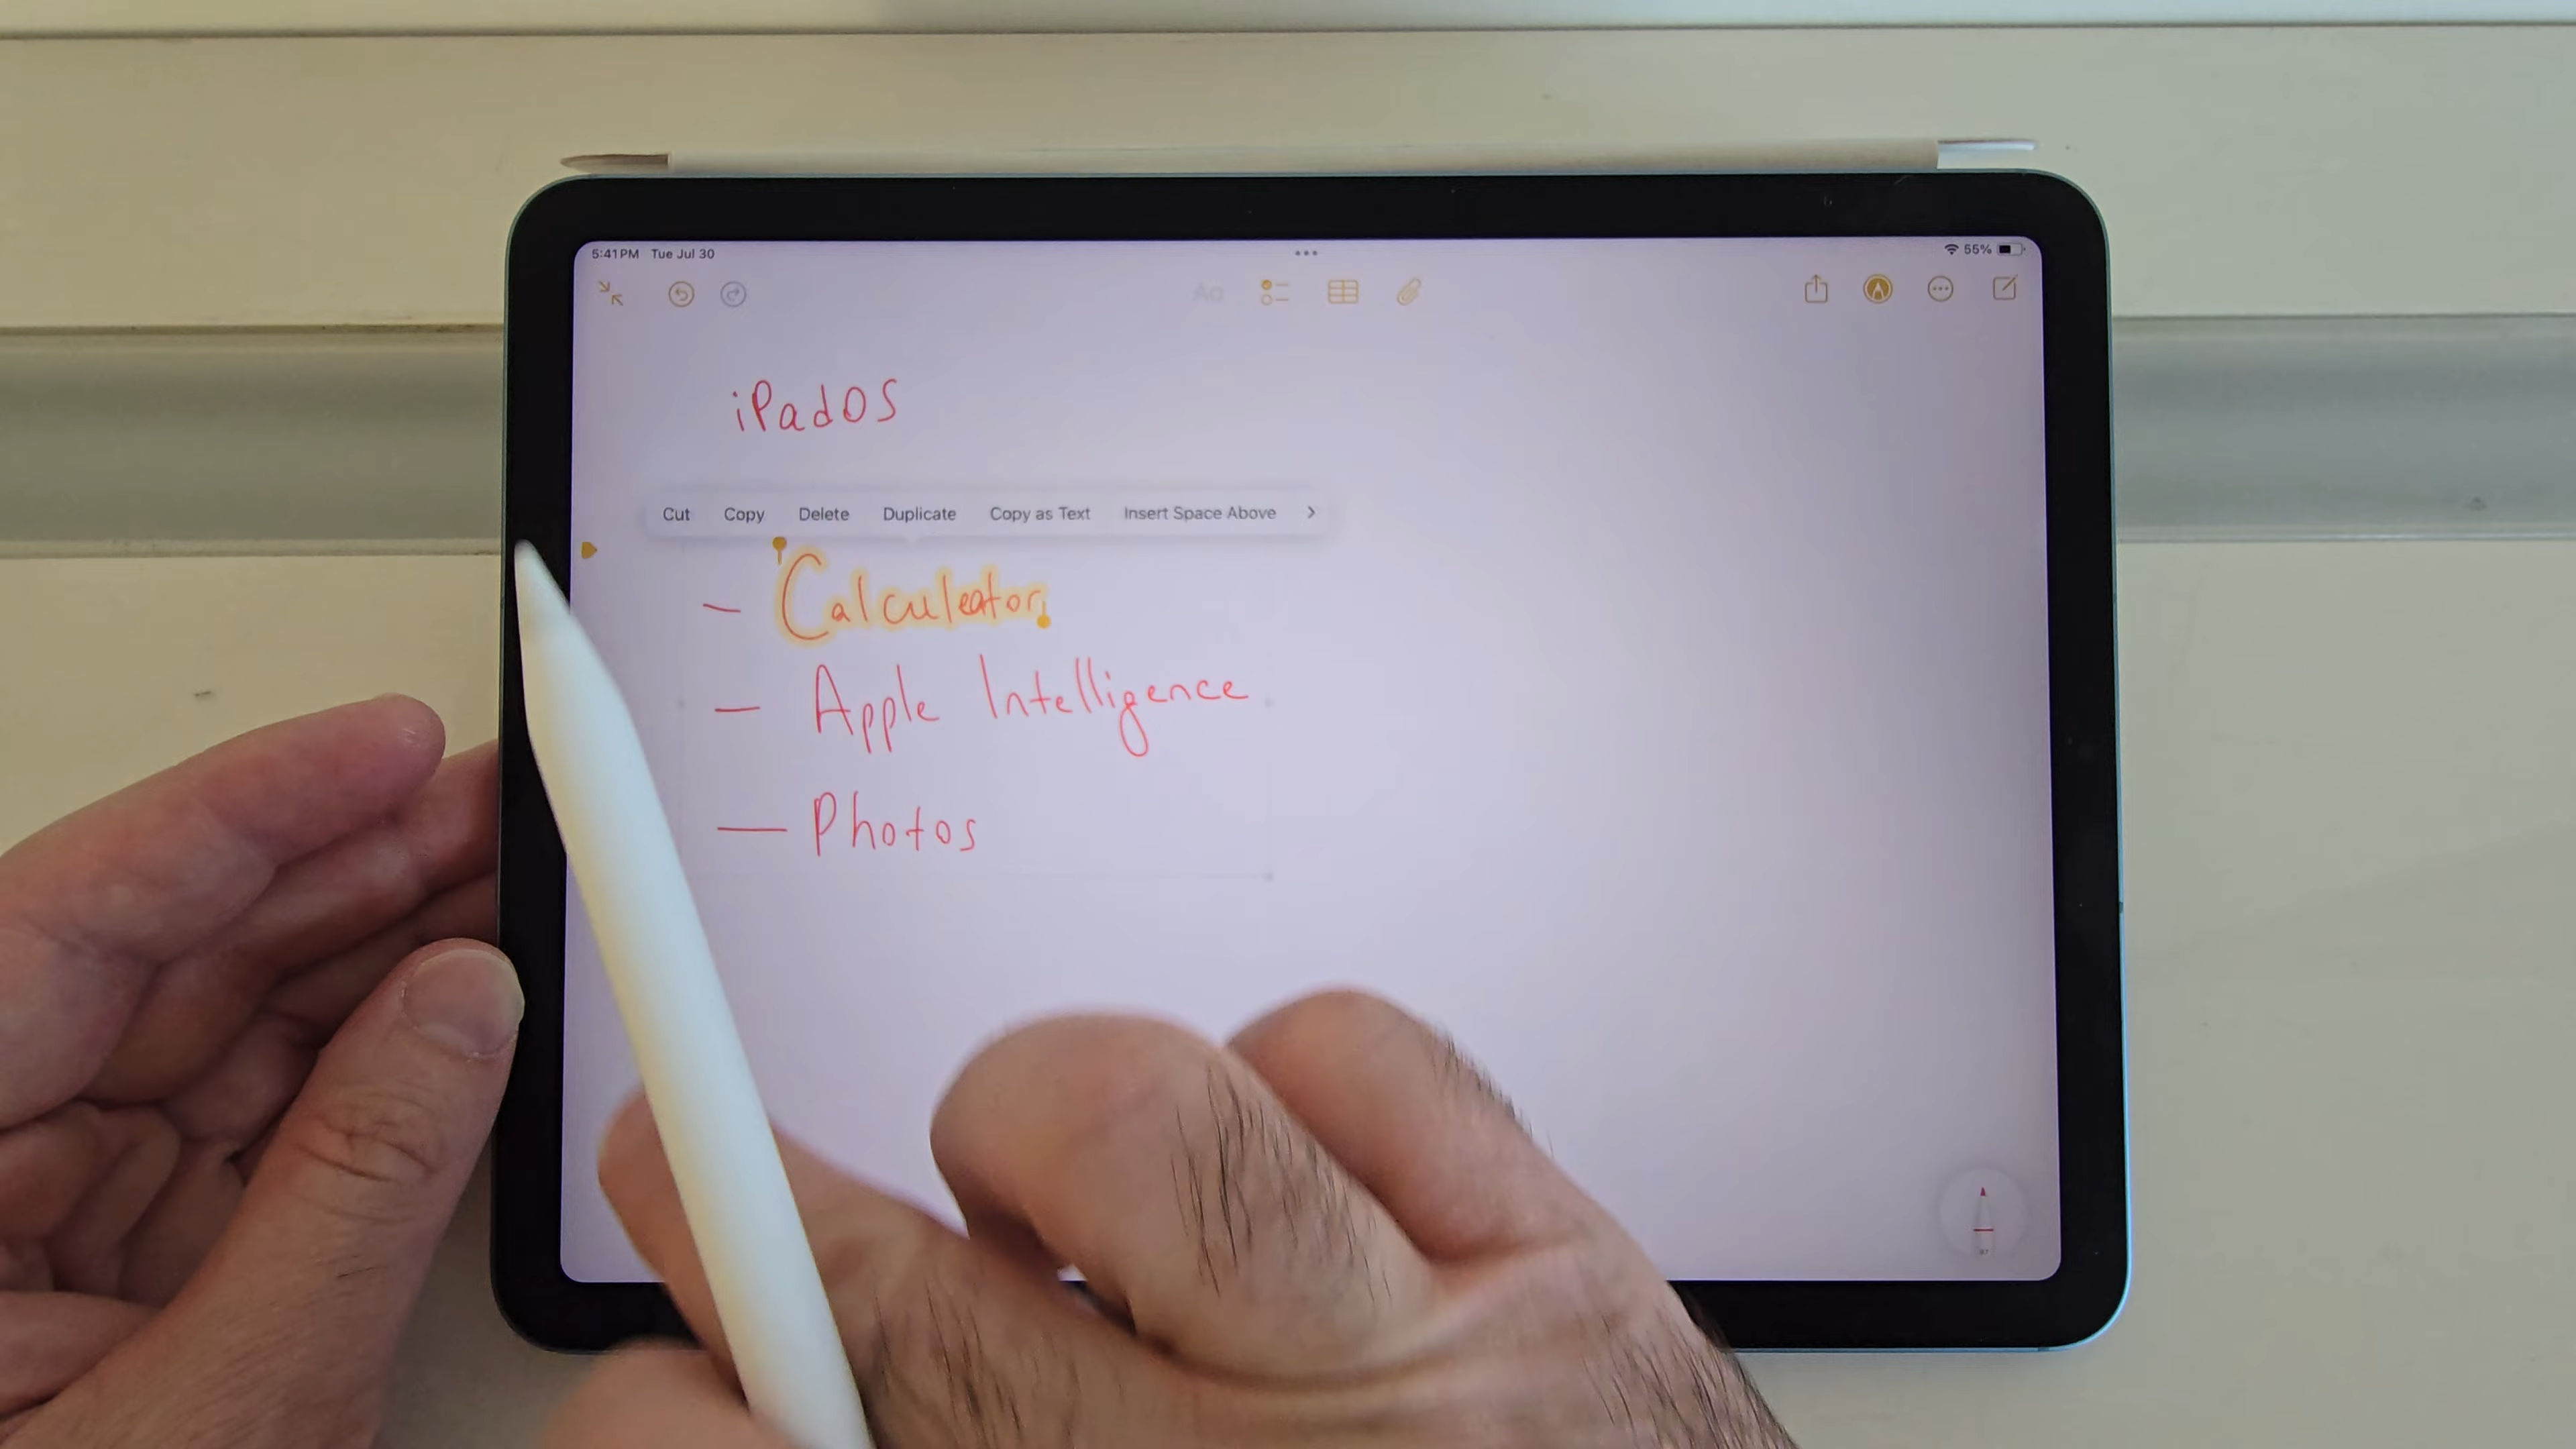 5:41 PM Tue Jul 30
55%
Aa
iPadOS
Cut Copy Delete Duplicate Copy as Text Insert Space Above
- Calculator
- Apple Intelligence
- Photos